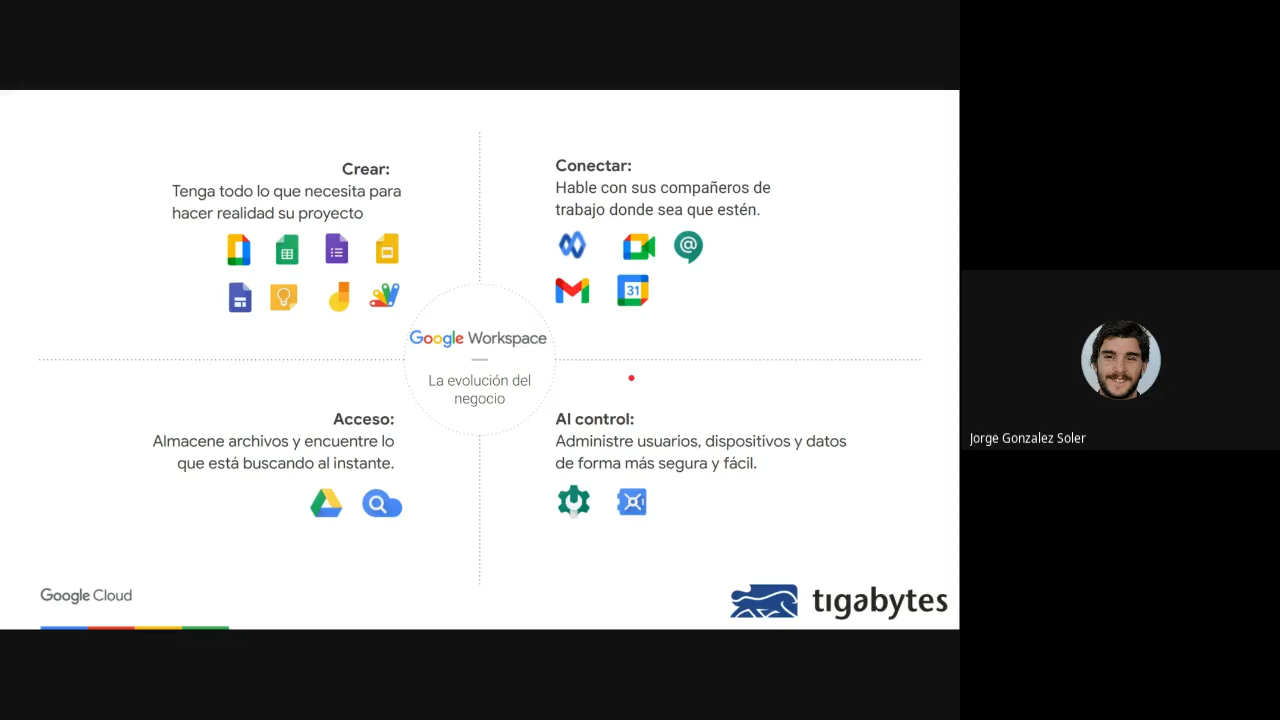 Crear:
Tenga todo lo que necesita para
hacer realidad su proyecto
Conectar:
Hable con sus compañeros de
trabajo donde sea que estén.
31
Google Workspace
La evolución del
negocio
Acceso:
Almacene archivos y encuentre lo
que está buscando al instante.
Al control:
Administre usuarios, dispositivos y datos
de forma más segura y fácil.
Google Cloud
tigabytes
Jorge Gonzalez Soler